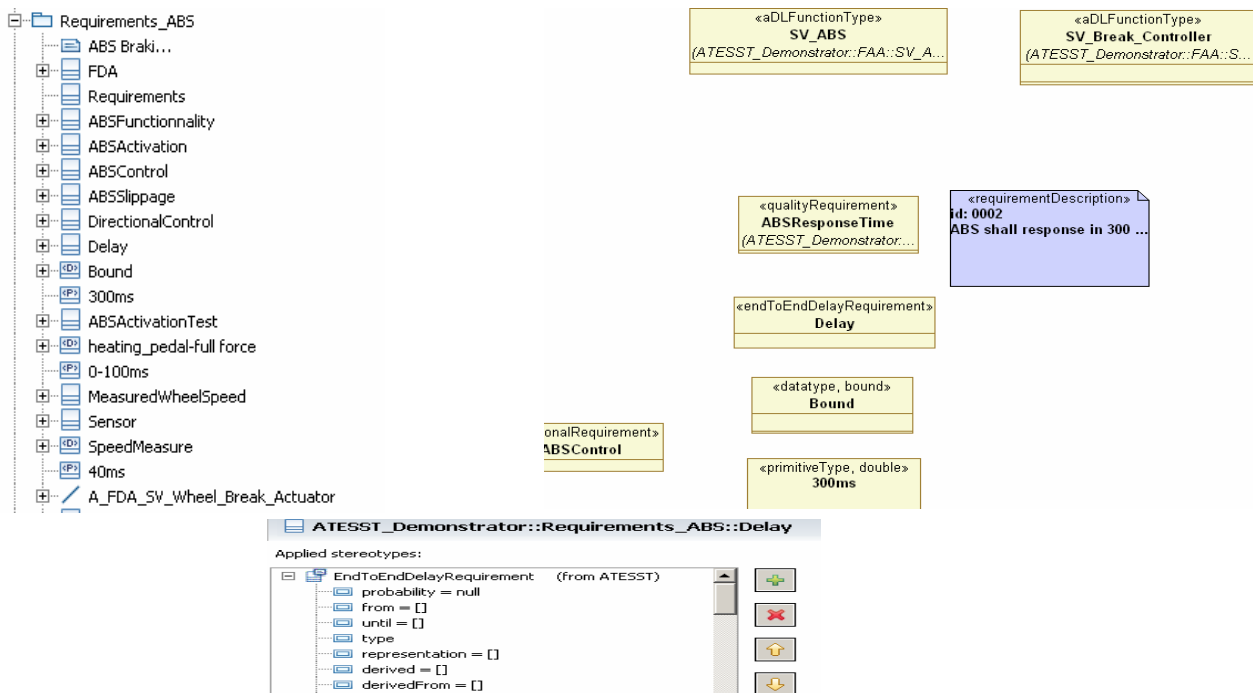 Requirements_ABS
ABS Braki...
FDA
Requirements
ABSFunctionnality
ABSActivation
ABSControl
ABSSlippage
DirectionalControl
Delay
<D> Bound
<P> 300ms
ABSActivationTest
<D> heating_pedal-full force
<P> 0-100ms
MeasuredWheelSpeed
Sensor
<D> SpeedMeasure
<P> 40ms
A_FDA_SV_Wheel_Break_Actuator
«aDLFunctionType»
SV_ABS
(ATESST_Demonstrator::FAA::SV_A...
«aDLFunctionType»
SV_Break_Controller
(ATESST_Demonstrator::FAA::S...
«qualityRequirement»
ABSResponseTime
(ATESST_Demonstrator:...
«requirementDescription»
id: 0002
ABS shall response in 300 ...
«endToEndDelayRequirement»
Delay
«datatype, bound»
Bound
onalRequirement»
ABSControl
«primitiveType, double»
300ms
ATESST_Demonstrator::Requirements_ABS::Delay
Applied stereotypes:
EndToEndDelayRequirement (from ATESST)
probability = null
from = []
until = []
type
representation = []
derived = []
derivedFrom = []